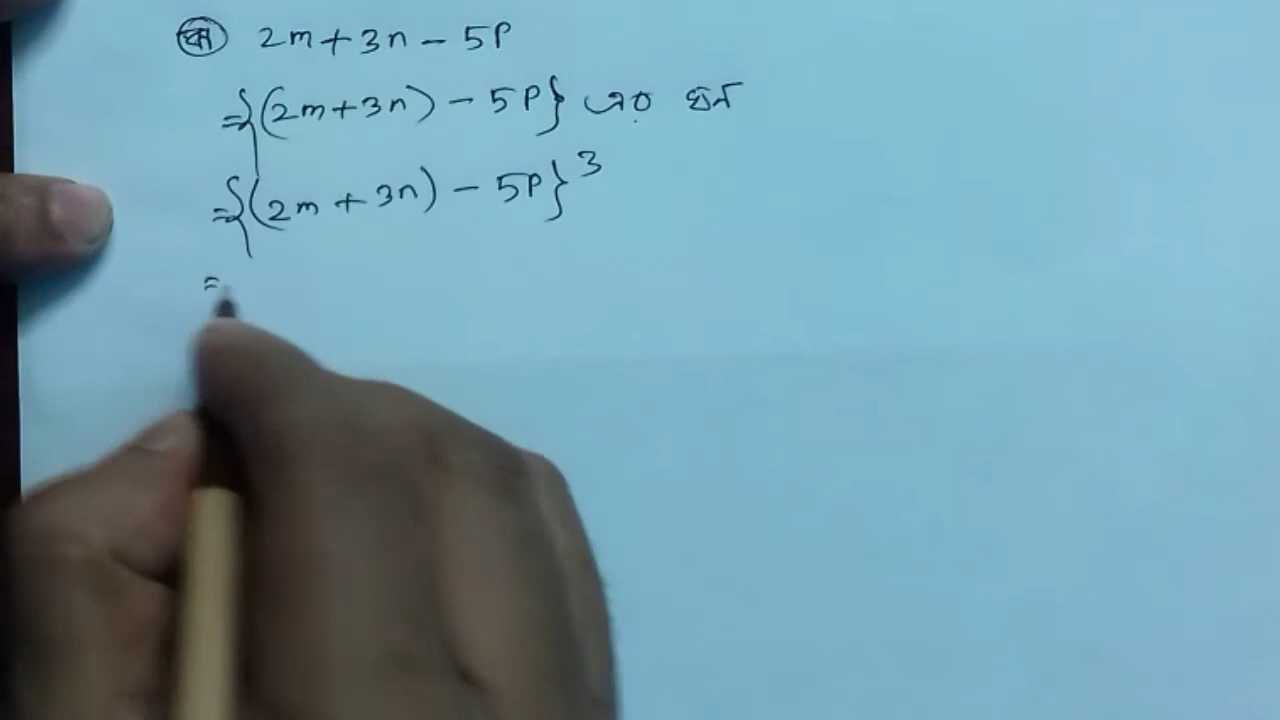 ঞ 2m+3n-5p
={(2m+3n)-5p} এর ঘন
={(2m+3n)-5p}³
=